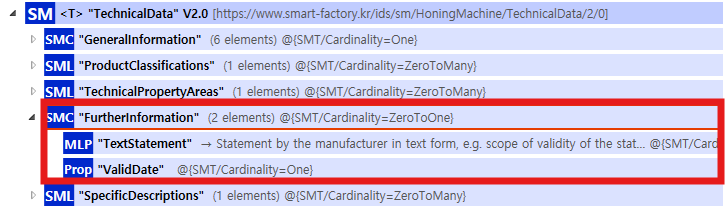 SM <T> "TechnicalData" V2.0 [https://www.smart-factory.kr/ids/sm/HoningMachine/TechnicalData/2/0]
SMC "GeneralInformation" (6 elements) @{SMT/Cardinality=One}
SML "ProductClassifications" (1 elements) @{SMT/Cardinality=ZeroToMany}
SML "TechnicalPropertyAreas" (1 elements) @{SMT/Cardinality=ZeroToMany}
SMC "FurtherInformation" (2 elements) @{SMT/Cardinality=ZeroToOne}
MLP "TextStatement" → Statement by the manufacturer in text form, e.g. scope of validity of the stat... @{SMT/Card
Prop "ValidDate" @{SMT/Cardinality=One}
SML "SpecificDescriptions" (1 elements) @{SMT/Cardinality=ZeroToMany}